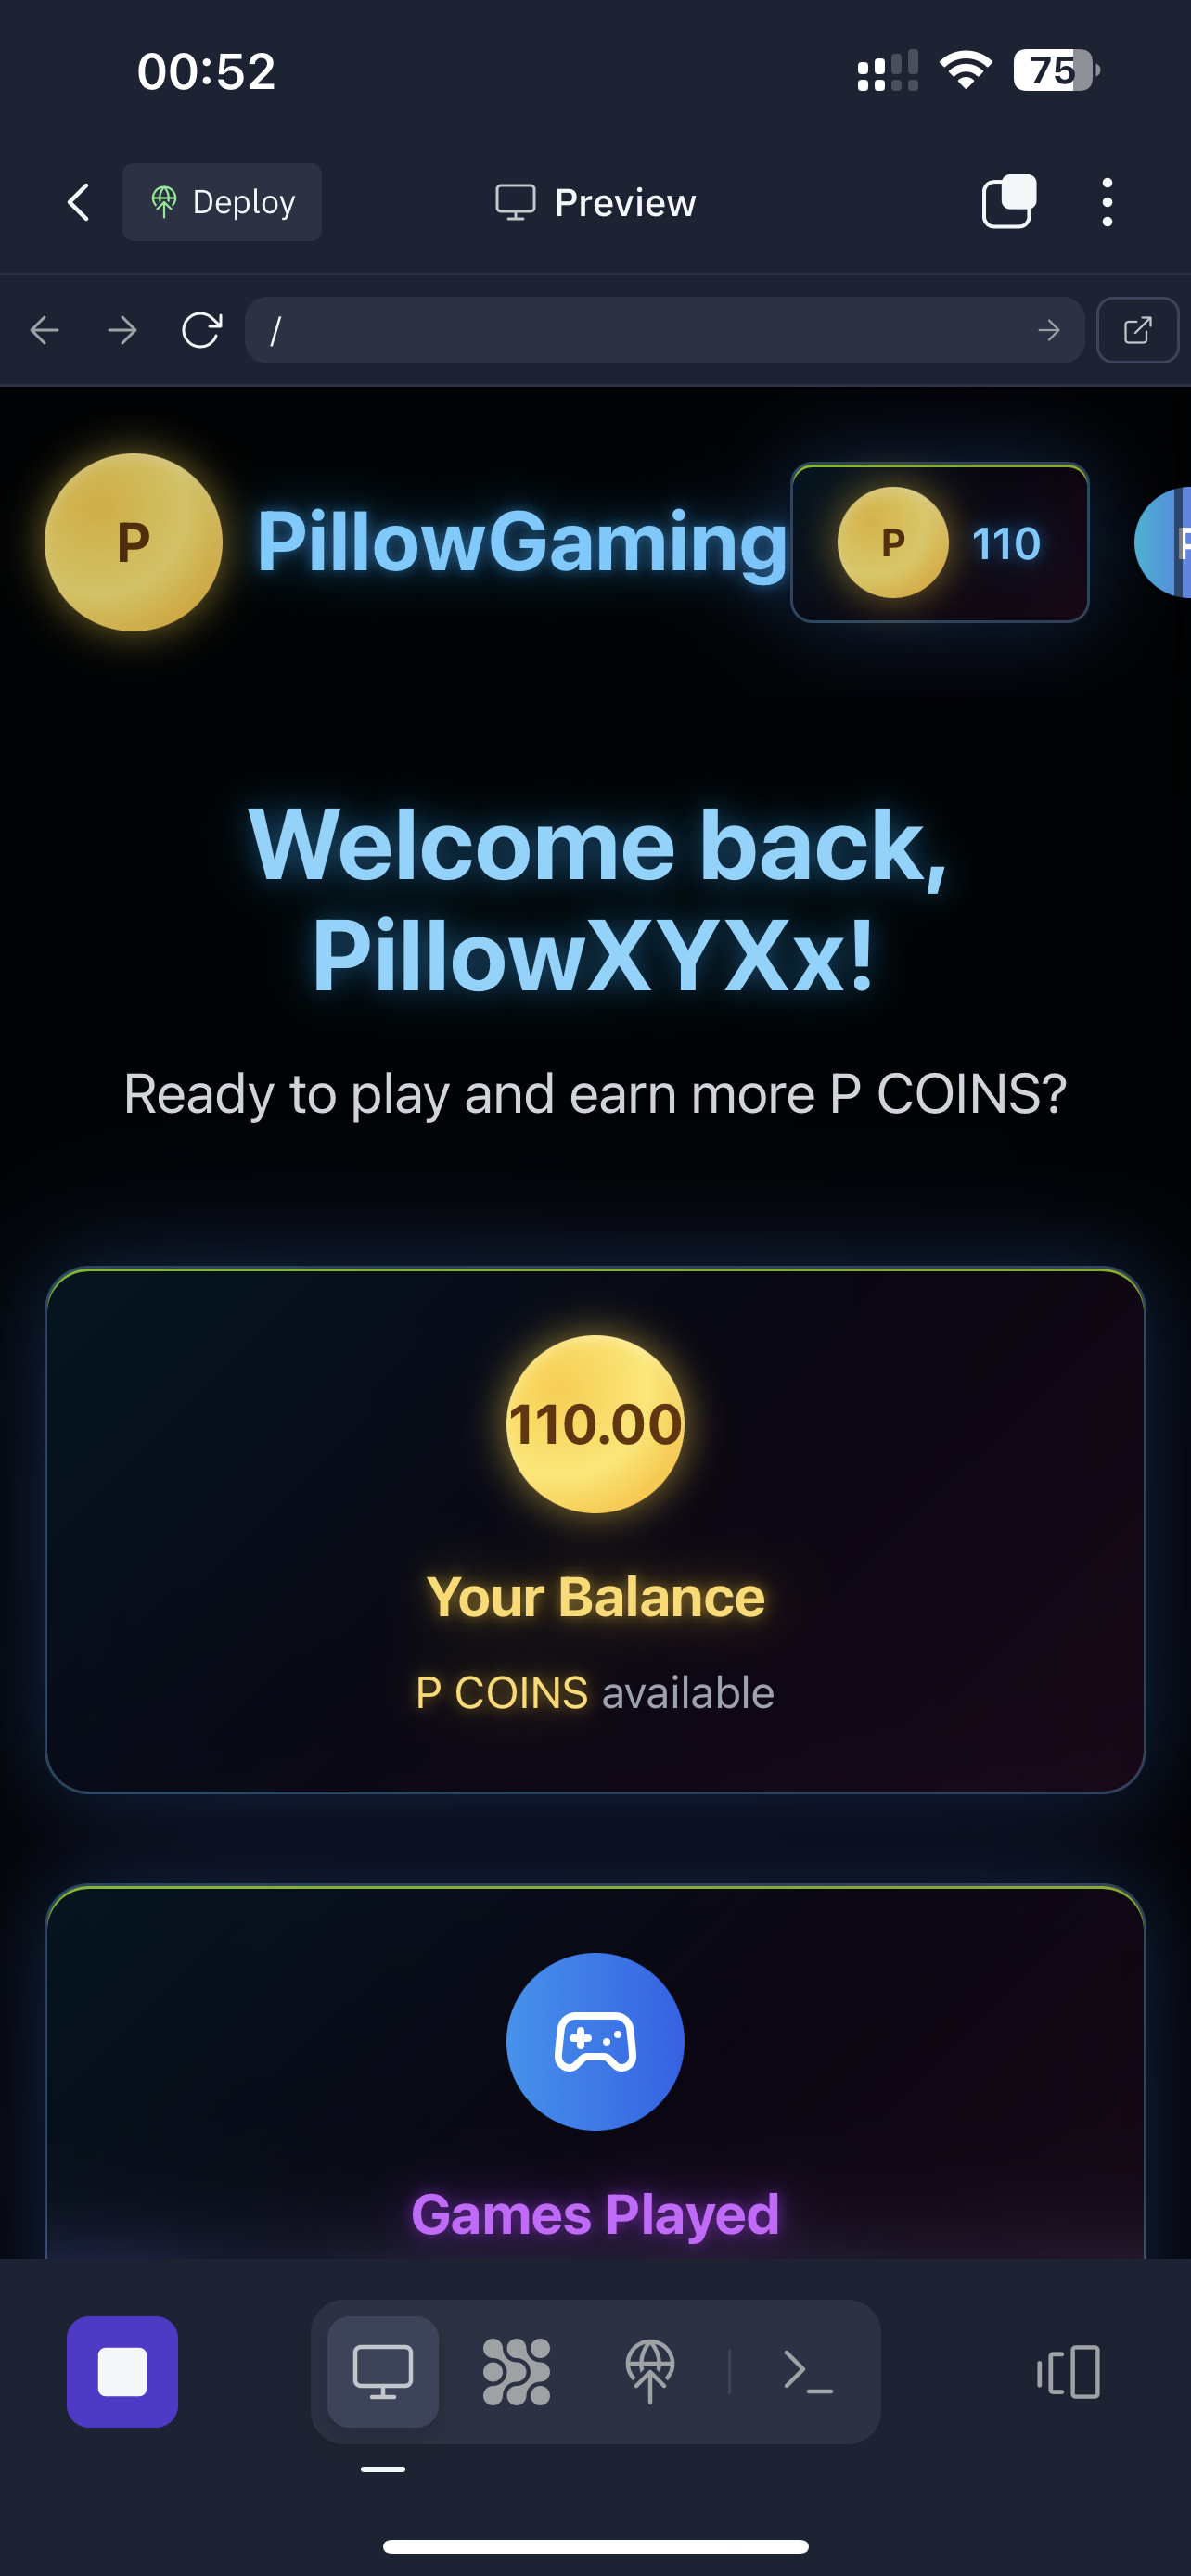 00:52
75
Deploy
Preview
/
P
PillowGaming
P
110
Welcome back,
PillowXYXx!
Ready to play and earn more P COINS?
110.00
Your Balance
P COINS available
Games Played